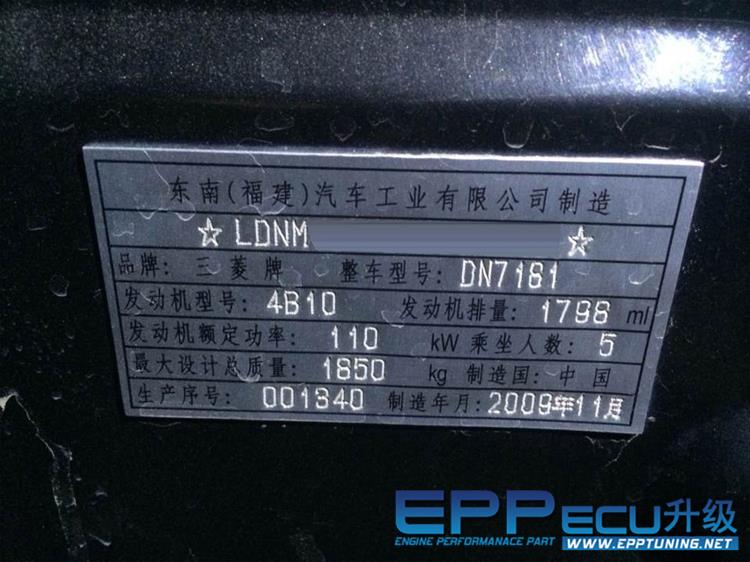 东南(福建)汽车工业有限公司制造
☆LDNM ☆
品牌: 三菱牌 整车型号: DN7181
发动机型号: 4B10 发动机排量: 1798 ml
发动机额定功率: 110 kW 乘坐人数: 5
最大设计总质量: 1850 kg 制造国: 中国
生产序号: 001340 制造年月: 2009年11月
EPP ECU升级
ENGINE PERFORMANACE PART WWW.EPPTUNING.NET